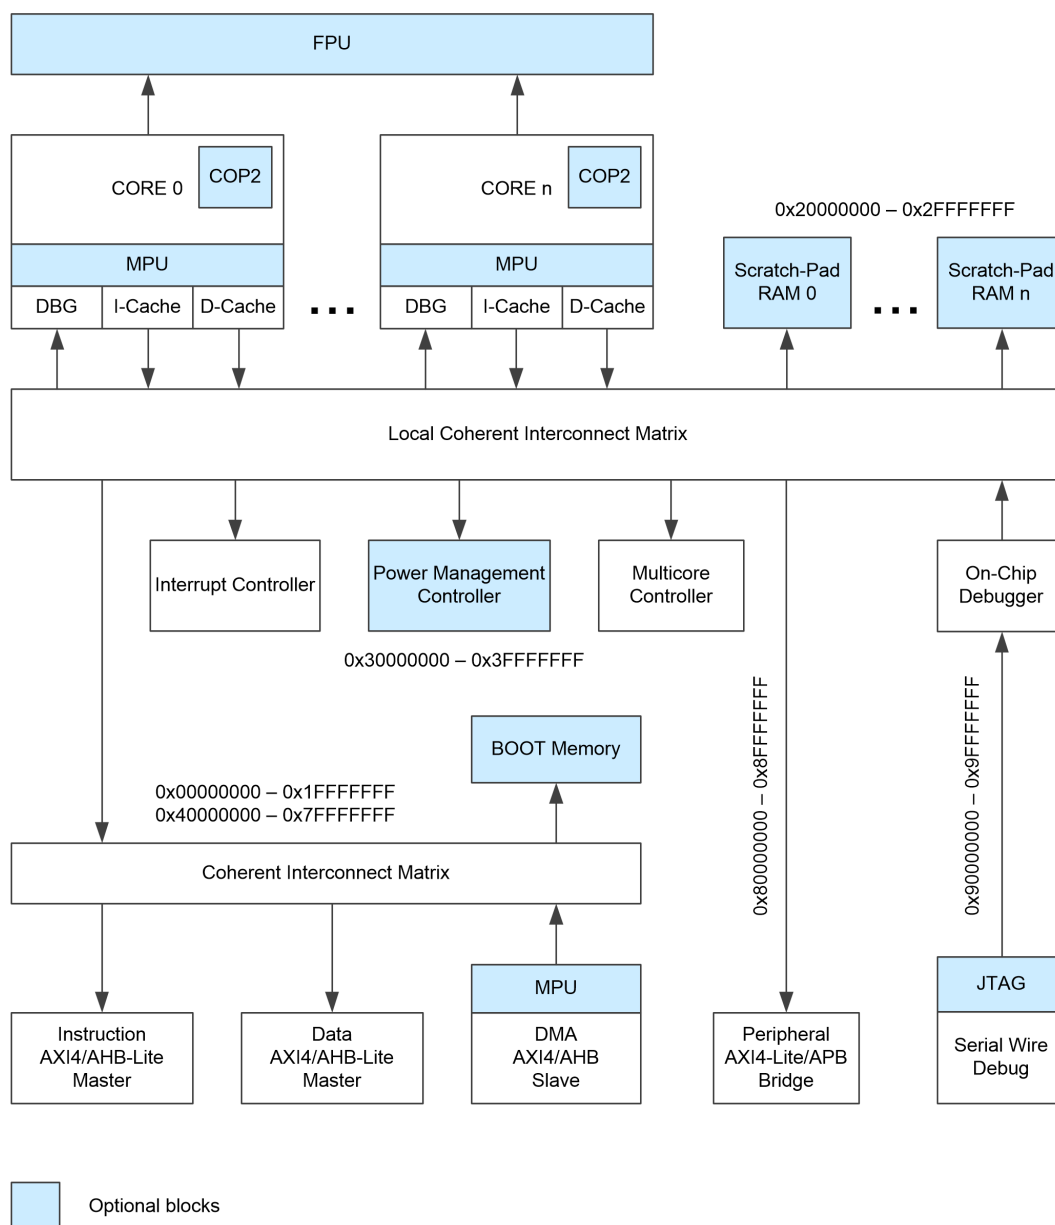 FPU
CORE 0
COP2
MPU
DBG
I-Cache
D-Cache
...
CORE n
COP2
MPU
DBG
I-Cache
D-Cache
0x20000000 – 0x2FFFFFFF
Scratch-Pad
RAM 0
...
Scratch-Pad
RAM n
Local Coherent Interconnect Matrix
Interrupt Controller
Power Management
Controller
Multicore
Controller
On-Chip
Debugger
0x30000000 – 0x3FFFFFFF
BOOT Memory
0x00000000 – 0x1FFFFFFF
0x40000000 – 0x7FFFFFFF
0x80000000 – 0x8FFFFFFF
0x90000000 – 0x9FFFFFFF
Coherent Interconnect Matrix
Instruction
AXI4/AHB-Lite
Master
Data
AXI4/AHB-Lite
Master
MPU
DMA
AXI4/AHB
Slave
Peripheral
AXI4-Lite/APB
Bridge
JTAG
Serial Wire
Debug
Optional blocks